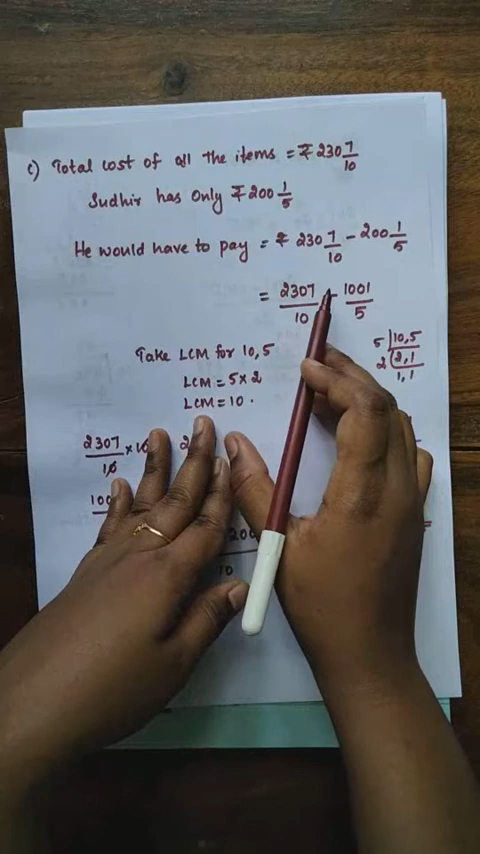 c) Total cost of all the items = ₹ 230 7/10
Sudhir has only ₹ 200 1/5
He would have to pay = ₹ 230 7/10 - 200 1/5
= 2307/10 - 1001/5
Take LCM for 10,5
5 | 10,5
LCM = 5 × 2
2 | 2,1
1,1
LCM = 10.
2307/10 × 10
200
10